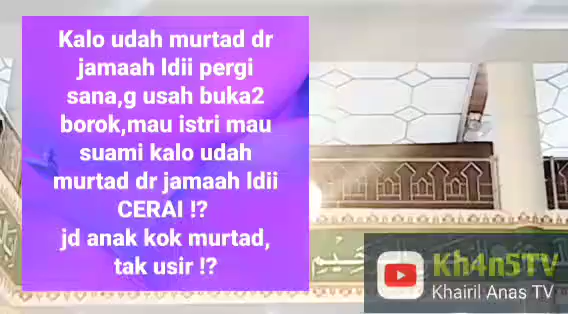 Kalo udah murtad dr
jamaah ldii pergi
sana,g usah buka2
borok,mau istri mau
suami kalo udah
murtad dr jamaah ldii
CERAI !?
jd anak kok murtad,
tak usir !?
Kh4n5TV
Khairil Anas TV